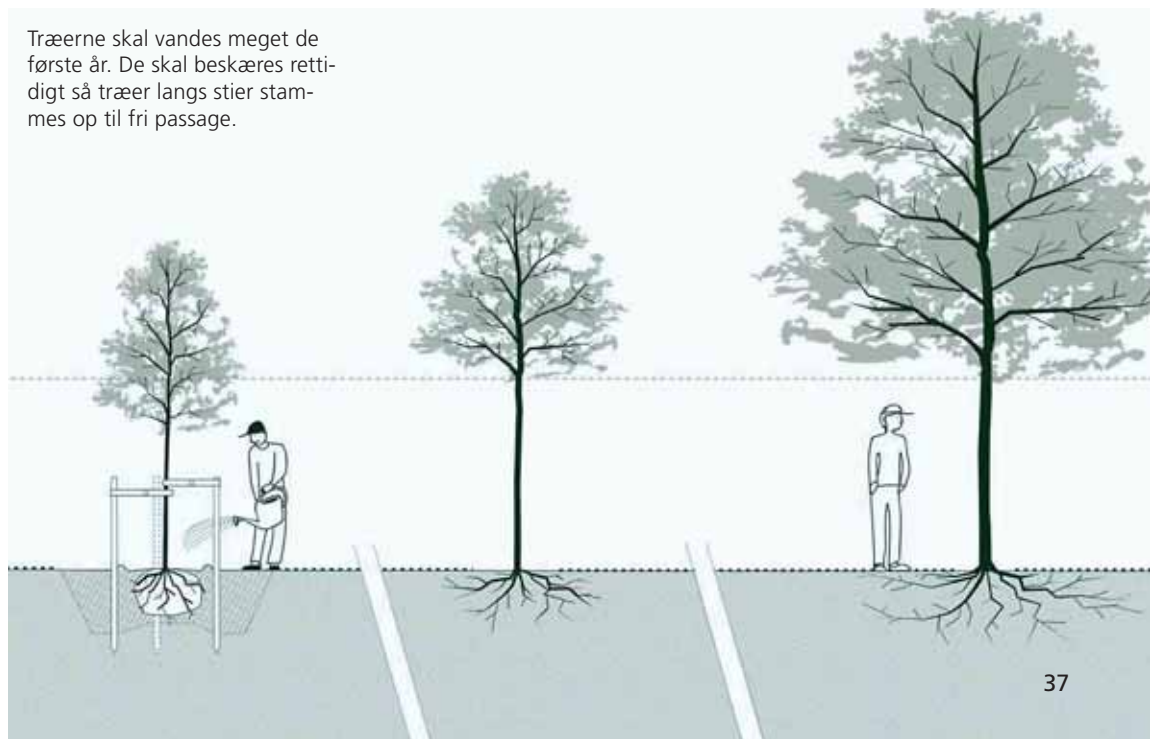 Træerne skal vandes meget de
første år. De skal beskæres retti-
digt så træer langs stier stam-
mes op til fri passage.
37